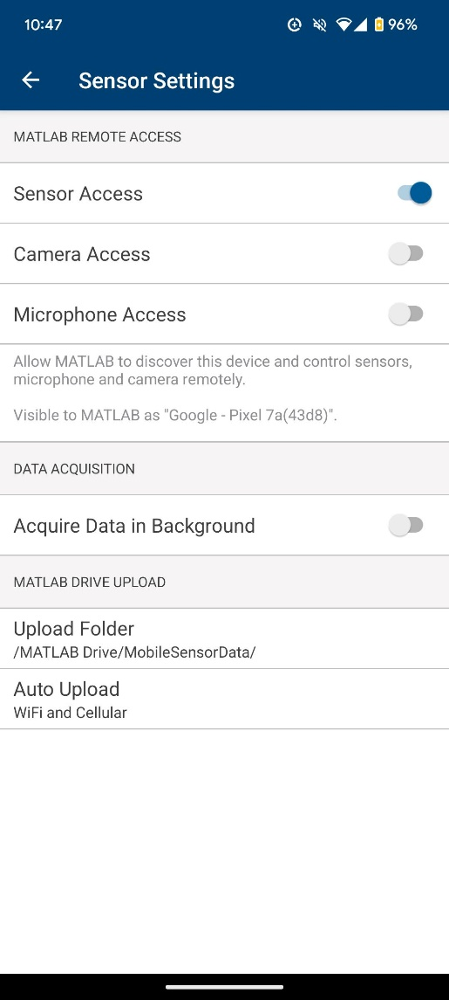 10:47
96%
Sensor Settings
MATLAB REMOTE ACCESS
Sensor Access
Camera Access
Microphone Access
Allow MATLAB to discover this device and control sensors,
microphone and camera remotely.
Visible to MATLAB as "Google - Pixel 7a(43d8)".
DATA ACQUISITION
Acquire Data in Background
MATLAB DRIVE UPLOAD
Upload Folder
/MATLAB Drive/MobileSensorData/
Auto Upload
WiFi and Cellular